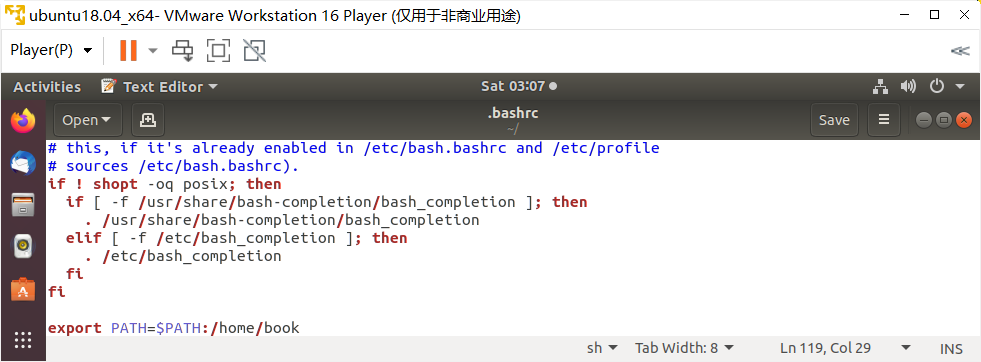 ubuntu18.04_x64- VMware Workstation 16 Player (仅用于非商业用途)
Player(P)
Activities Text Editor Sat 03:07
Open .bashrc Save
~/
# this, if it's already enabled in /etc/bash.bashrc and /etc/profile
# sources /etc/bash.bashrc).
if ! shopt -oq posix; then
  if [ -f /usr/share/bash-completion/bash_completion ]; then
    . /usr/share/bash-completion/bash_completion
  elif [ -f /etc/bash_completion ]; then
    . /etc/bash_completion
  fi
fi
export PATH=$PATH:/home/book
sh Tab Width: 8 Ln 119, Col 29 INS